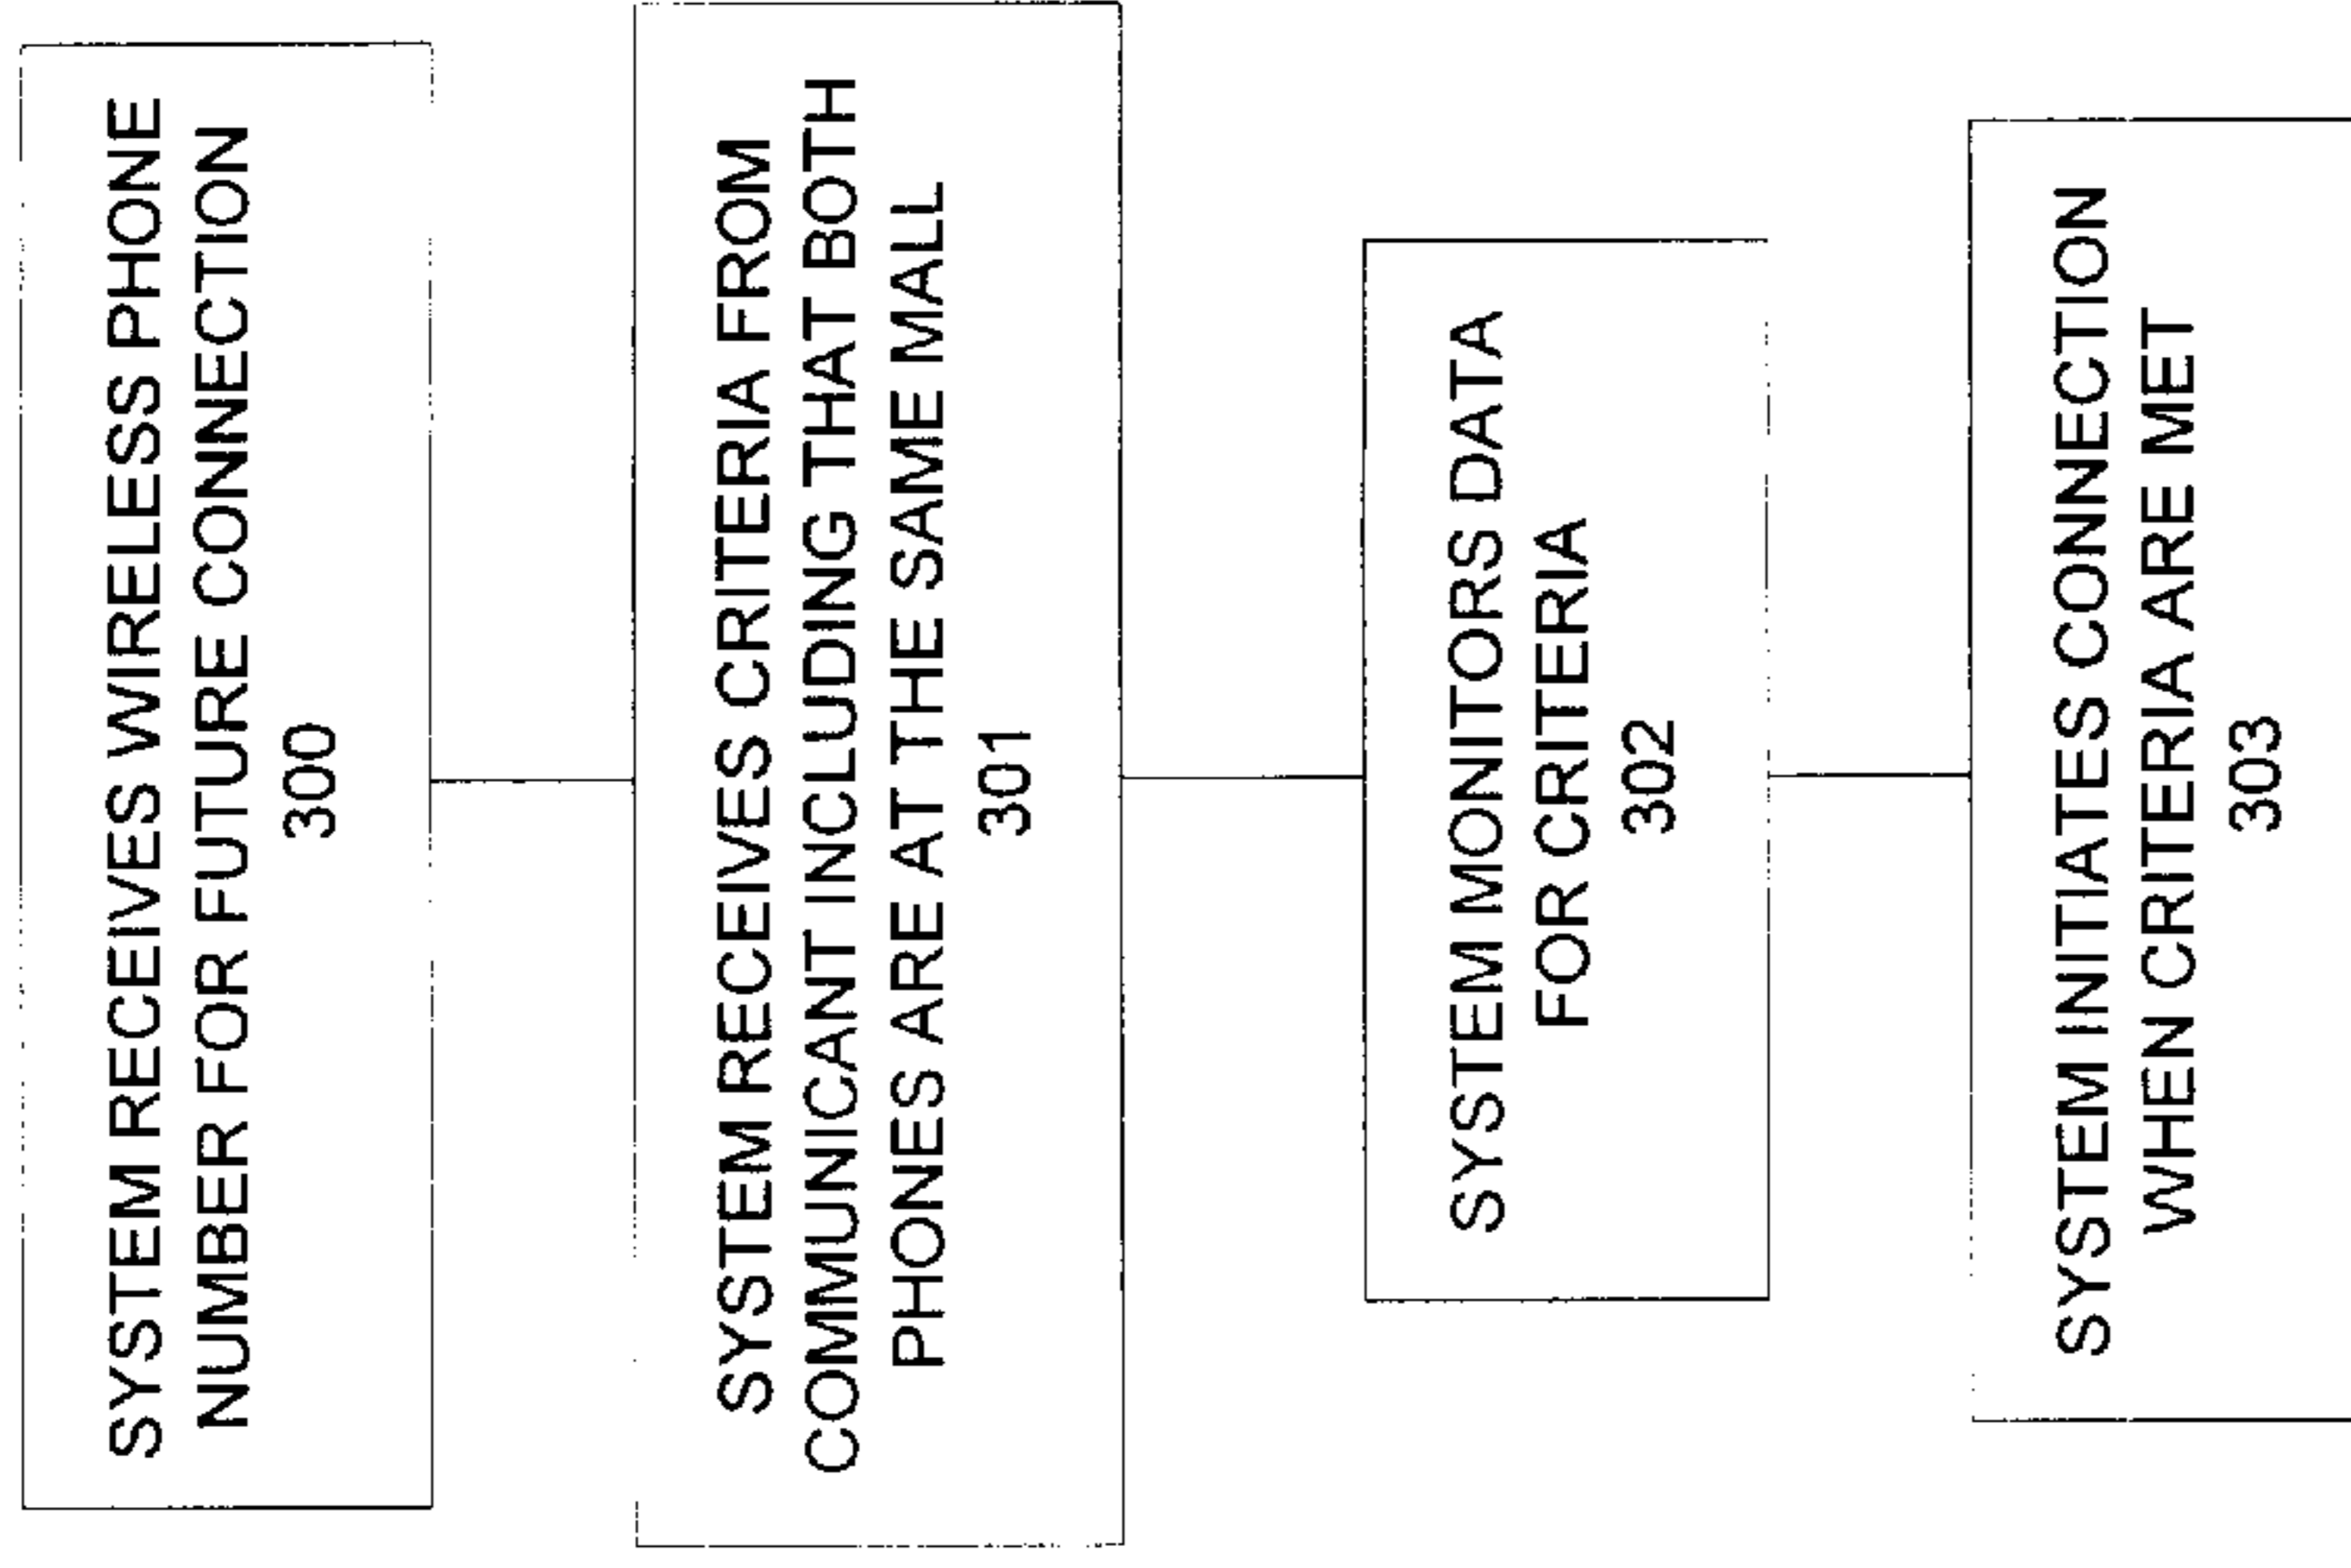 SYSTEM RECEIVES WIRELESS PHONE
NUMBER FOR FUTURE CONNECTION
300
SYSTEM RECEIVES CRITERIA FROM
COMMUNICANT INCLUDING THAT BOTH
PHONES ARE AT THE SAME MALL
301
SYSTEM MONITORS DATA
FOR CRITERIA
302
SYSTEM INITIATES CONNECTION
WHEN CRITERIA ARE MET
303